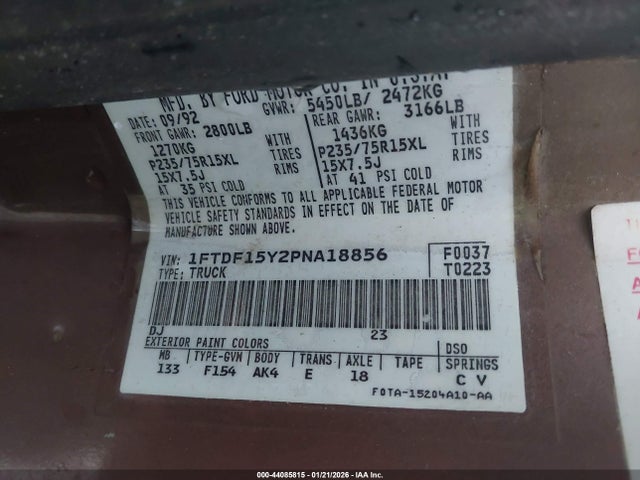 MFD. BY FORD MOTOR CO. IN U.S.A.
DATE: 09/92 GVWR: 5450LB/ 2472KG
FRONT GAWR: 2800LB REAR GAWR: 3166LB
1270KG WITH 1436KG WITH
P235/75R15XL TIRES P235/75R15XL TIRES
15X7.5J RIMS 15X7.5J RIMS
AT 35 PSI COLD AT 41 PSI COLD
THIS VEHICLE CONFORMS TO ALL APPLICABLE FEDERAL MOTOR
VEHICLE SAFETY STANDARDS IN EFFECT ON THE DATE OF
MANUFACTURE SHOWN ABOVE.
VIN: 1FTDF15Y2PNA18856 F0037
TYPE: TRUCK T0223
DJ 23
EXTERIOR PAINT COLORS DSO
WB TYPE-GVW BODY TRANS AXLE TAPE SPRINGS
133 F154 AK4 E 18 C V
F0TA-15204A10-AA
000-44085815 - 01/21/2026 - IAA Inc.